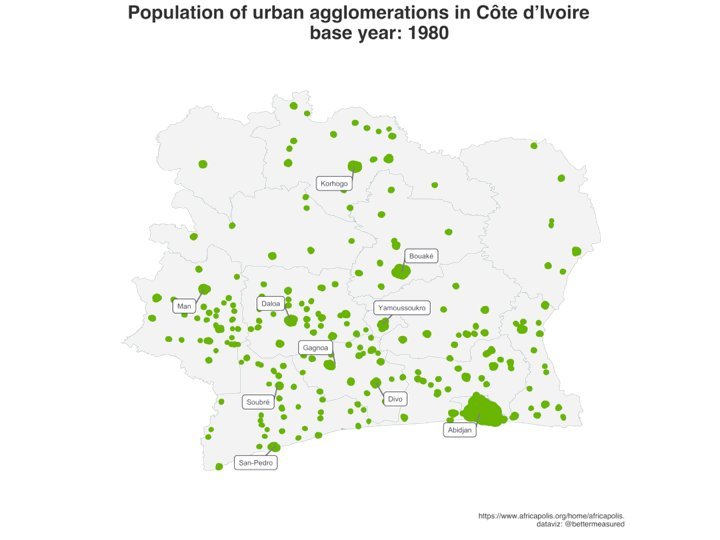 Population of urban agglomerations in Côte d’Ivoire
base year: 1980
Korhogo
Bouaké
Man
Daloa
Yamoussoukro
Gagnoa
Soubré
Divo
Abidjan
San-Pedro
https://www.africapolis.org/home/africapolis.
dataviz: @bettermeasured